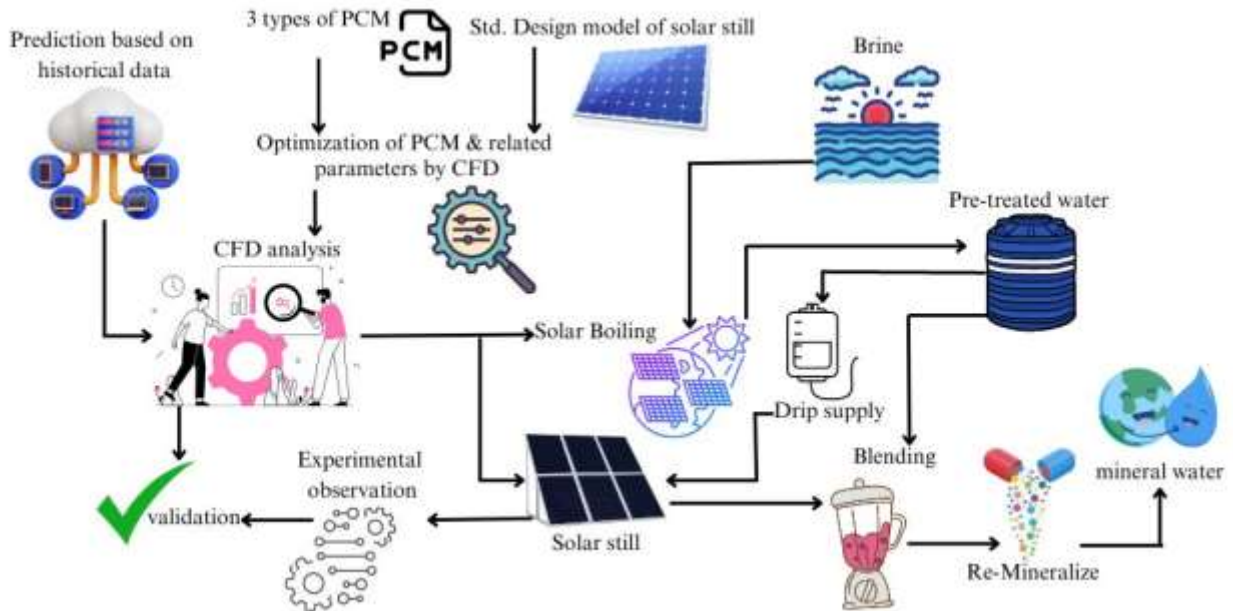 3 types of PCM
PCM
Std. Design model of solar still
Prediction based on
historical data
Brine
Optimization of PCM & related
parameters by CFD
Pre-treated water
CFD analysis
Solar Boiling
Drip supply
Blending
mineral water
Experimental
observation
validation
Solar still
Re-Mineralize